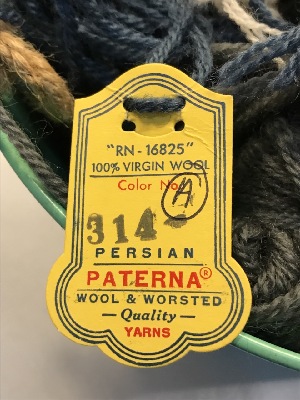 "RN - 16825"
100% VIRGIN WOOL
Color No.
A
314
PERSIAN
PATERNA®
WOOL & WORSTED
— Quality —
YARNS